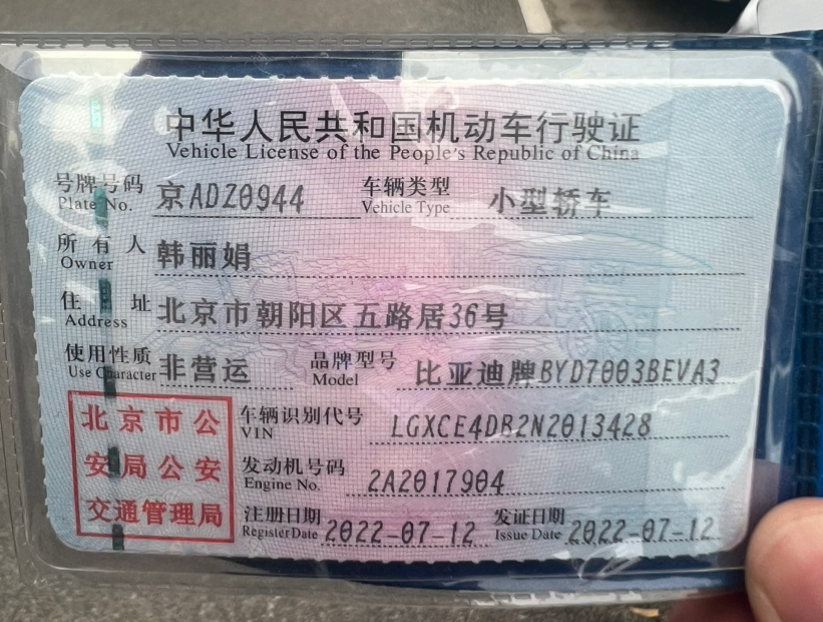 中华人民共和国机动车行驶证
Vehicle License of the People's Republic of China
号牌号码 京ADZ0944 车辆类型 小型轿车
Plate No. Vehicle Type
所有人 韩丽娟
Owner
住址 北京市朝阳区五路居36号
Address
使用性质 非营运 品牌型号 比亚迪牌BYD7003BEVA3
Use Character Model
北京市公
安局公安
交通管理局
车辆识别代号 LGXCE4DB2N2013428
VIN
发动机号码 2A2017904
Engine No.
注册日期 2022-07-12 发证日期 2022-07-12
Register Date Issue Date